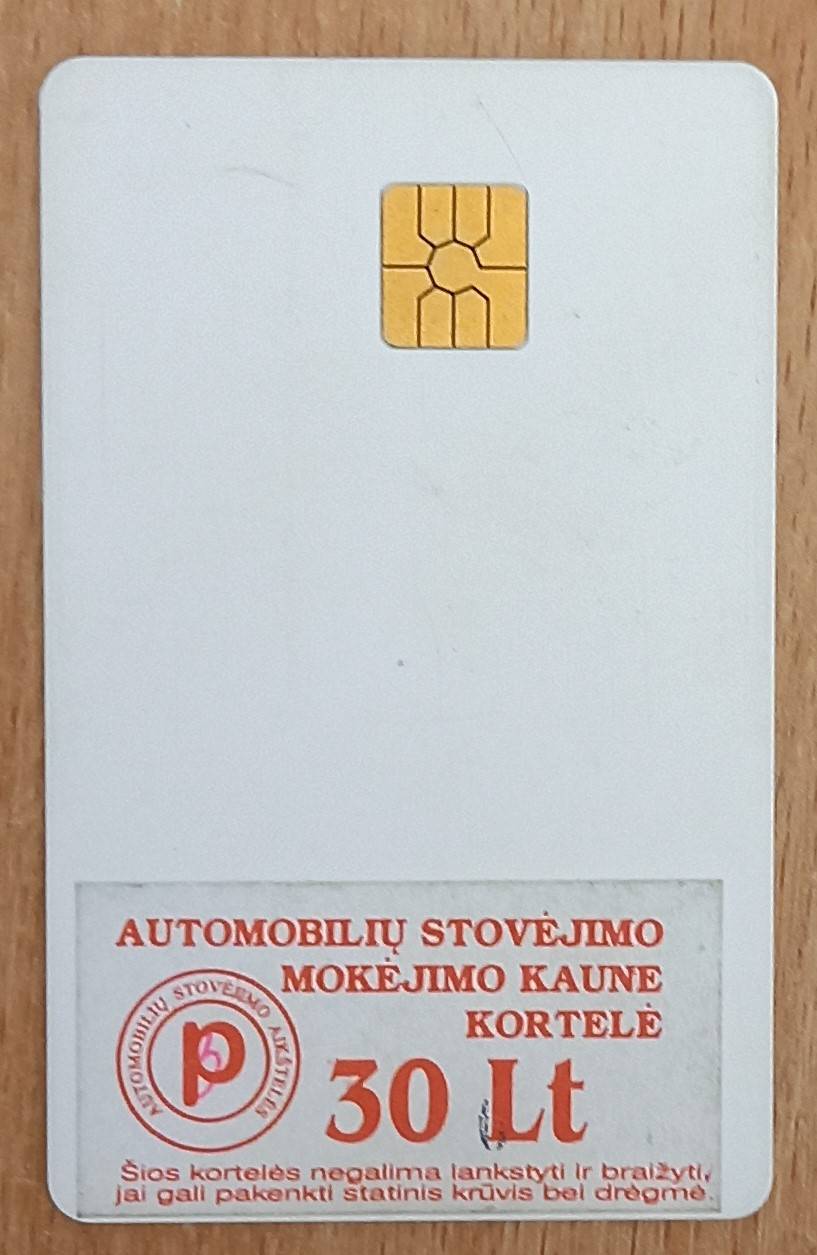 AUTOMOBILIŲ STOVĖJIMO
MOKĖJIMO KAUNE
KORTELĖ
AUTOMOBILIŲ STOVĖJIMO AIKŠTELĖS
p
30 Lt
Šios kortelės negalima lankstyti ir braižyti,
jai gali pakenkti statinis krūvis bei drėgmė.